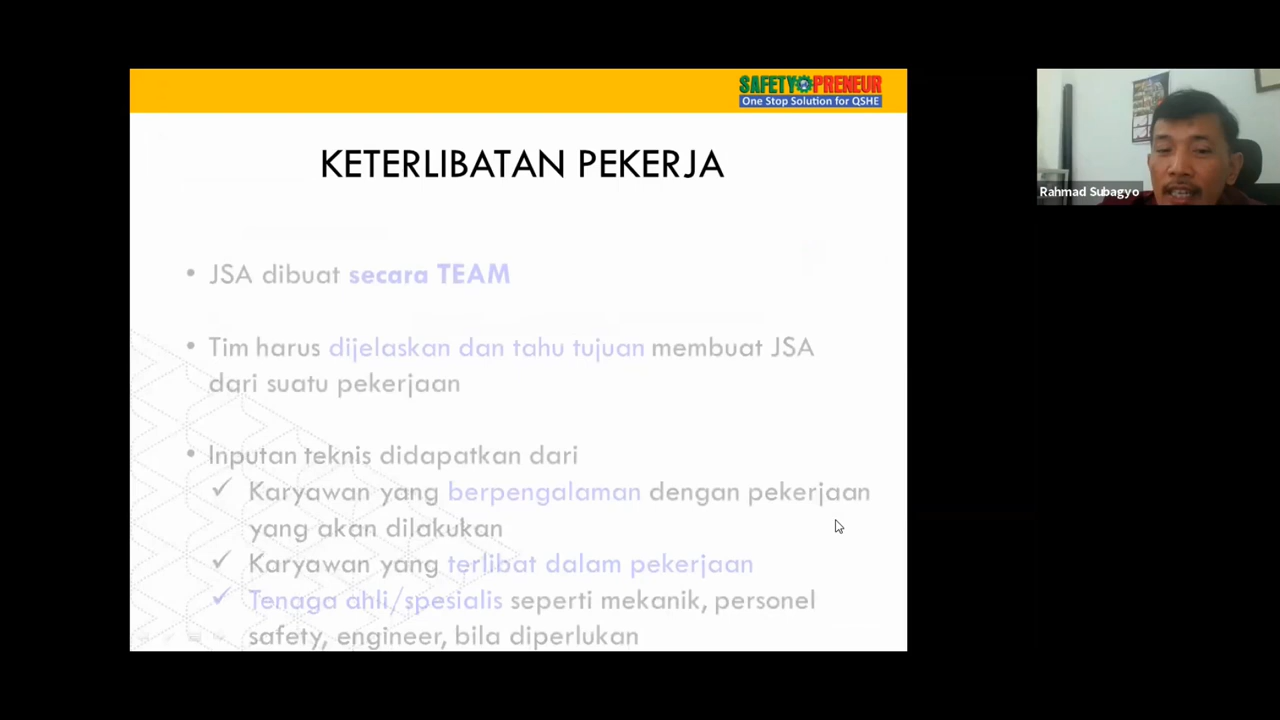 SAFETY PRENEUR
One Stop Solution for QSHE
KETERLIBATAN PEKERJA
Rahmad Subagyo
• JSA dibuat secara TEAM
• Tim harus dijelaskan dan tahu tujuan membuat JSA
dari suatu pekerjaan
• Inputan teknis didapatkan dari
✓ Karyawan yang berpengalaman dengan pekerjaan
yang akan dilakukan
✓ Karyawan yang terlibat dalam pekerjaan
✓ Tenaga ahli/spesialis seperti mekanik, personel
safety, engineer, bila diperlukan